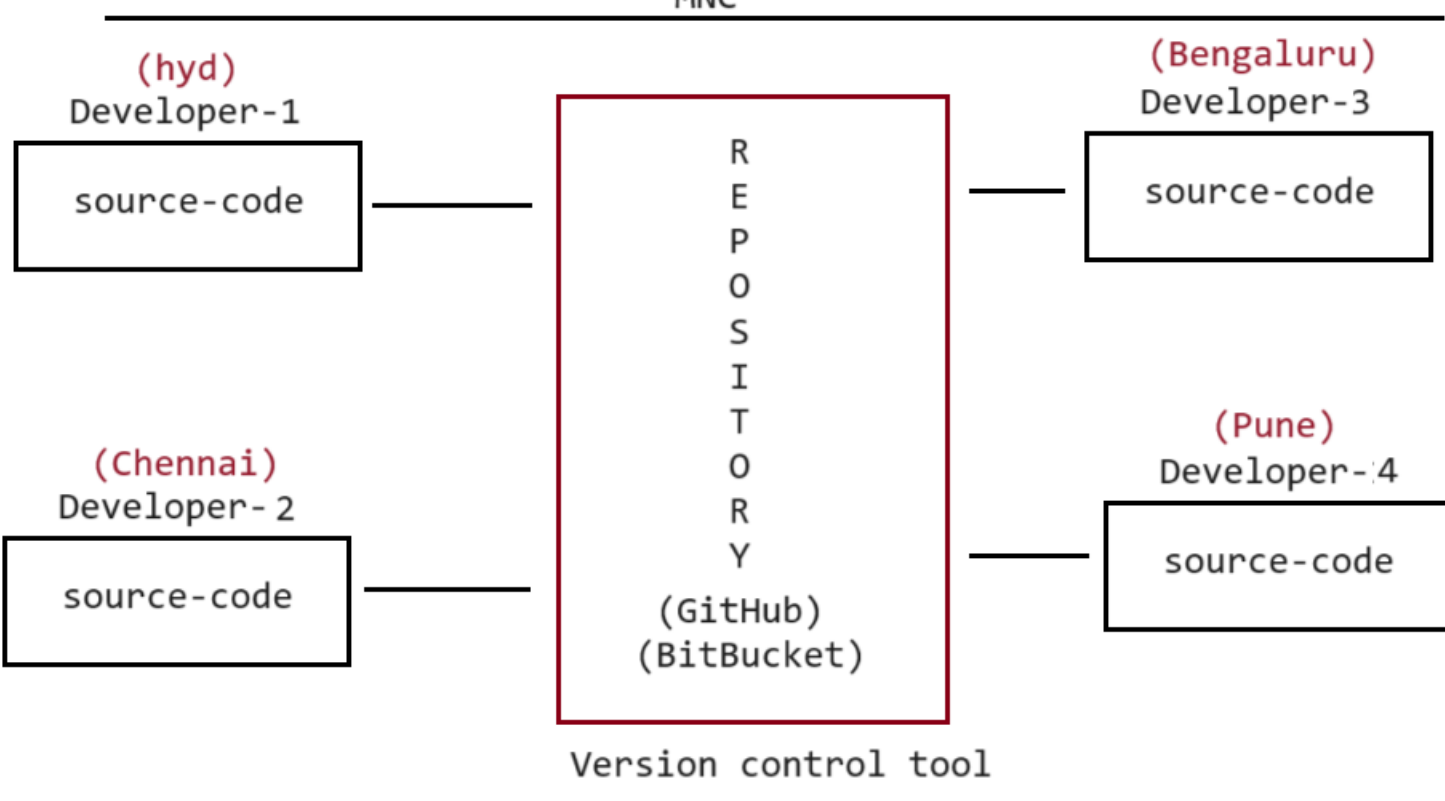 MNC
(hyd)
Developer-1
source-code
(Chennai)
Developer- 2
source-code
R
E
P
O
S
I
T
O
R
Y
(GitHub)
(BitBucket)
Version control tool
(Bengaluru)
Developer-3
source-code
(Pune)
Developer-4
source-code